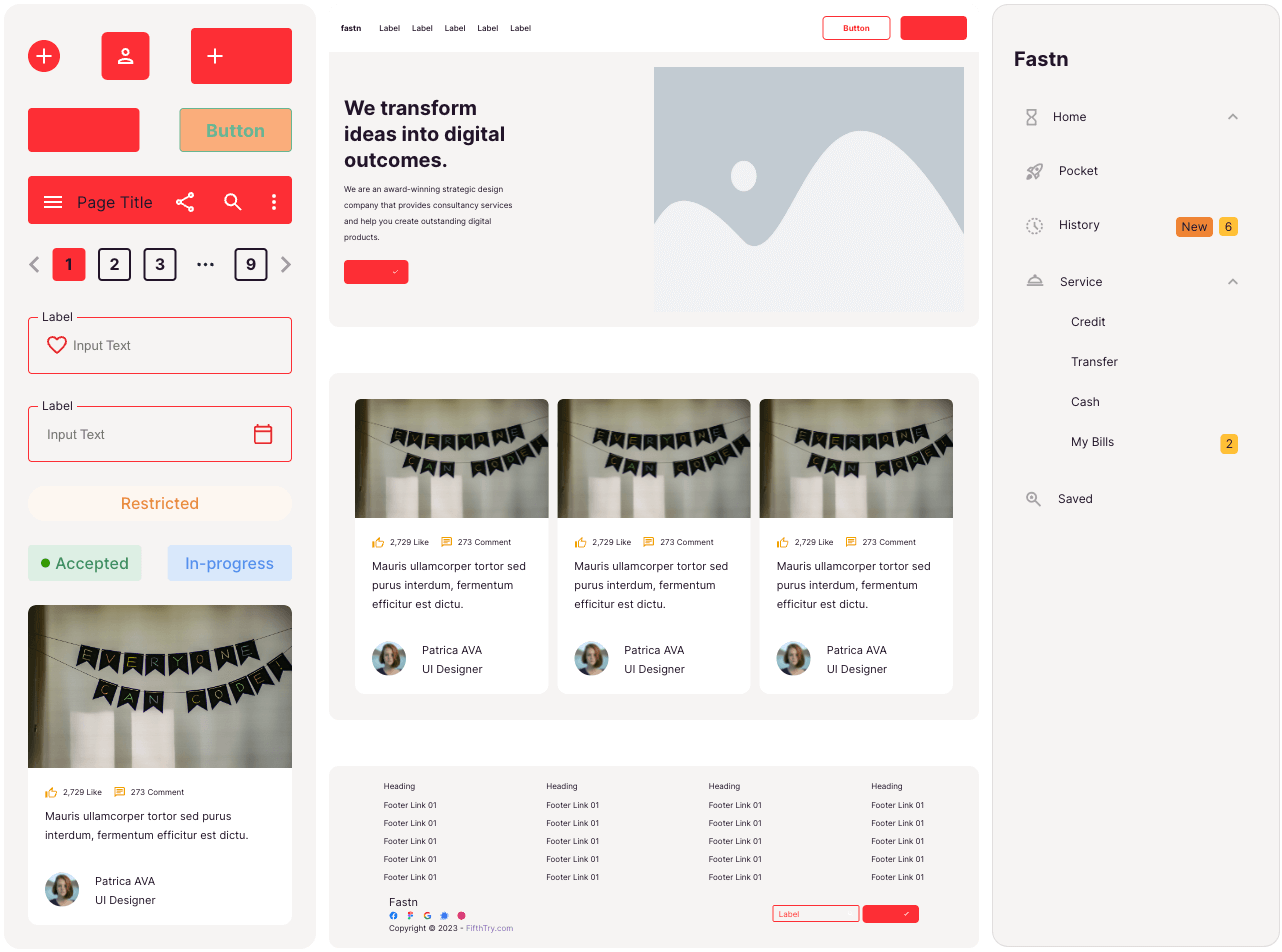 Button
Page Title
1
2
3
...
9
Label
Input Text
Label
Input Text
Restricted
Accepted
In-progress
EVERYONE
CAN CODE!
2,729 Like
273 Comment
Mauris ullamcorper tortor sed purus
interdum, fermentum efficitur est dictu.
Patrica AVA
UI Designer
fastn
Label
Label
Label
Label
Label
Button
We transform
ideas into digital
outcomes.
We are an award-winning strategic design
company that provides consultancy services
and help you create outstanding digital
products.
EVERYONE
CAN CODE
2,729 Like
273 Comment
Mauris ullamcorper tortor sed
purus interdum, fermentum
efficitur est dictu.
Patrica AVA
UI Designer
EVERYONE
CAN CODE
2,729 Like
273 Comment
Mauris ullamcorper tortor sed
purus interdum, fermentum
efficitur est dictu.
Patrica AVA
UI Designer
EVERYONE
CAN CODE
2,729 Like
273 Comment
Mauris ullamcorper tortor sed
purus interdum, fermentum
efficitur est dictu.
Patrica AVA
UI Designer
Heading
Footer Link 01
Footer Link 01
Footer Link 01
Footer Link 01
Footer Link 01
Heading
Footer Link 01
Footer Link 01
Footer Link 01
Footer Link 01
Footer Link 01
Heading
Footer Link 01
Footer Link 01
Footer Link 01
Footer Link 01
Footer Link 01
Heading
Footer Link 01
Footer Link 01
Footer Link 01
Footer Link 01
Footer Link 01
Fastn
Copyright © 2023 - FifthTry.com
Label
Fastn
Home
Pocket
History
New
6
Service
Credit
Transfer
Cash
My Bills
2
Saved